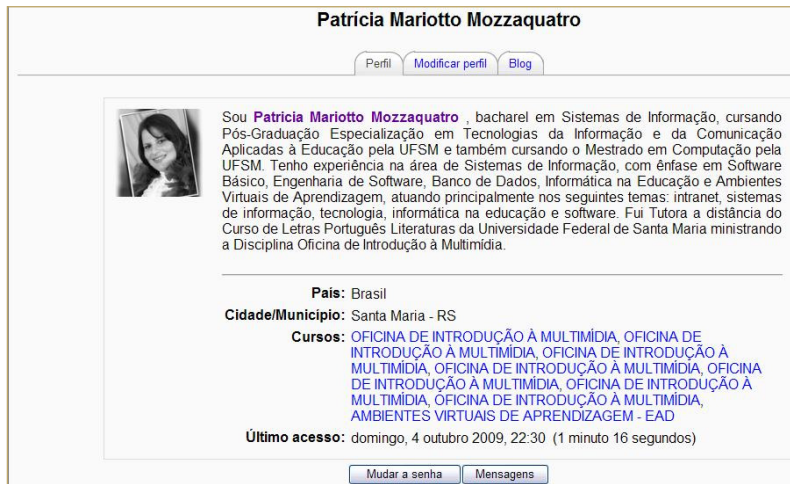 Patrícia Mariotto Mozzaquatro
Perfil Modificar perfil Blog
Sou Patricia Mariotto Mozzaquatro , bacharel em Sistemas de Informação, cursando
Pós-Graduação Especialização em Tecnologias da Informação e da Comunicação
Aplicadas à Educação pela UFSM e também cursando o Mestrado em Computação pela
UFSM. Tenho experiência na área de Sistemas de Informação, com ênfase em Software
Básico, Engenharia de Software, Banco de Dados, Informática na Educação e Ambientes
Virtuais de Aprendizagem, atuando principalmente nos seguintes temas: intranet, sistemas
de informação, tecnologia, informática na educação e software. Fui Tutora a distância do
Curso de Letras Português Literaturas da Universidade Federal de Santa Maria ministrando
a Disciplina Oficina de Introdução à Multimídia.
País: Brasil
Cidade/Município: Santa Maria - RS
Cursos: OFICINA DE INTRODUÇÃO À MULTIMÍDIA, OFICINA DE
INTRODUÇÃO À MULTIMÍDIA, OFICINA DE INTRODUÇÃO À
MULTIMÍDIA, OFICINA DE INTRODUÇÃO À MULTIMÍDIA, OFICINA
DE INTRODUÇÃO À MULTIMÍDIA, OFICINA DE INTRODUÇÃO À
MULTIMÍDIA, OFICINA DE INTRODUÇÃO À MULTIMÍDIA,
AMBIENTES VIRTUAIS DE APRENDIZAGEM - EAD
Último acesso: domingo, 4 outubro 2009, 22:30 (1 minuto 16 segundos)
Mudar a senha Mensagens